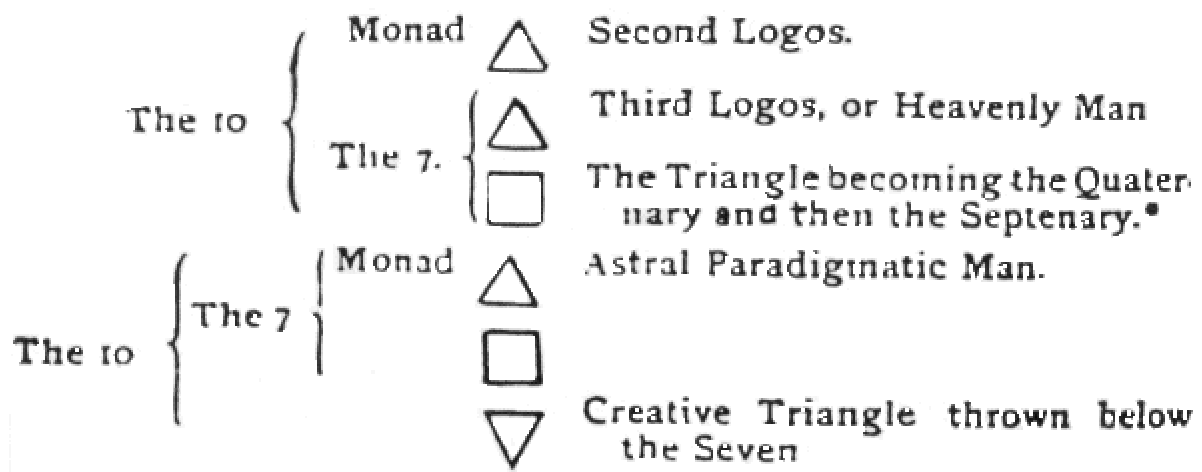 Monad Second Logos.
The 10
Third Logos, or Heavenly Man
The 7.
The Triangle becoming the Quater-
nary and then the Septenary.*
Monad Astral Paradigmatic Man.
The 7
The 10
Creative Triangle thrown below
the Seven